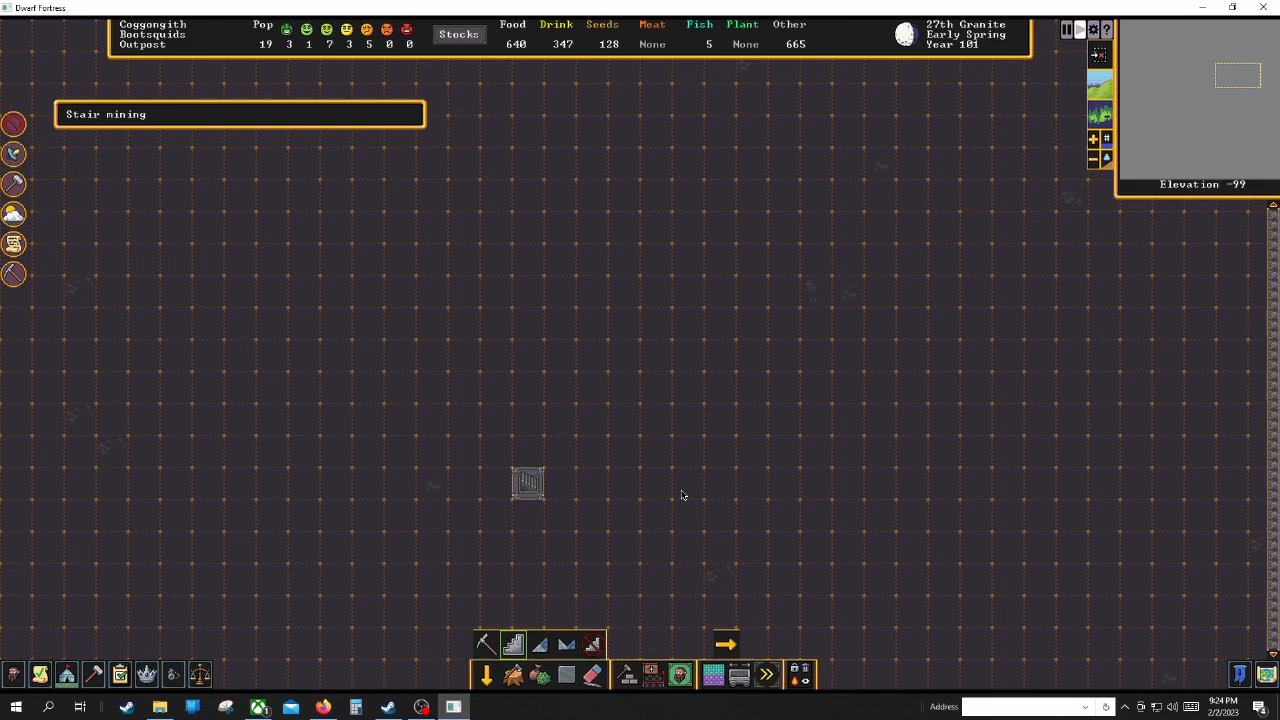 Dwarf Fortress
Coggongith
Bootsquids
Outpost
Pop
19 3 1 7 3 5 0 0
Stocks
Food Drink Seeds Meat Fish Plant Other
640 347 128 None 5 None 665
27th Granite
Early Spring
Year 101
Stair mining
Elevation -99
Address
9:24 PM
2/2/2023